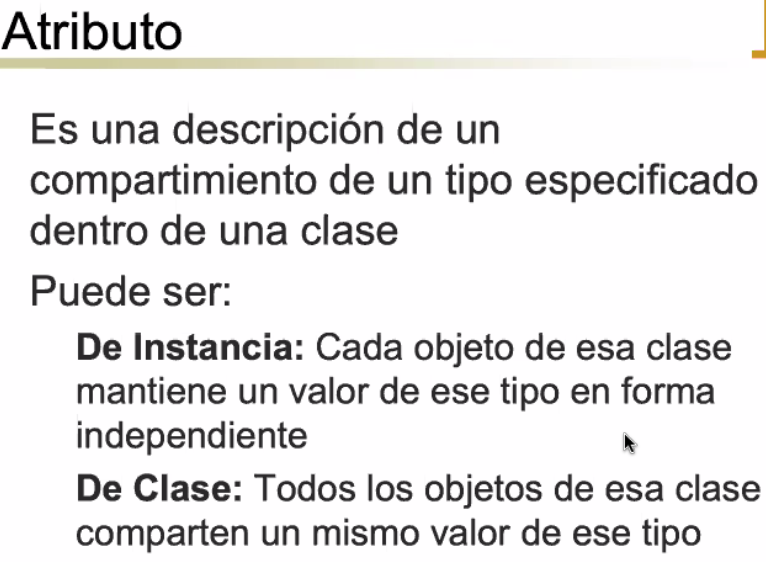 Atributo
Es una descripción de un
compartimiento de un tipo especificado
dentro de una clase
Puede ser:
De Instancia: Cada objeto de esa clase
mantiene un valor de ese tipo en forma
independiente
De Clase: Todos los objetos de esa clase
comparten un mismo valor de ese tipo